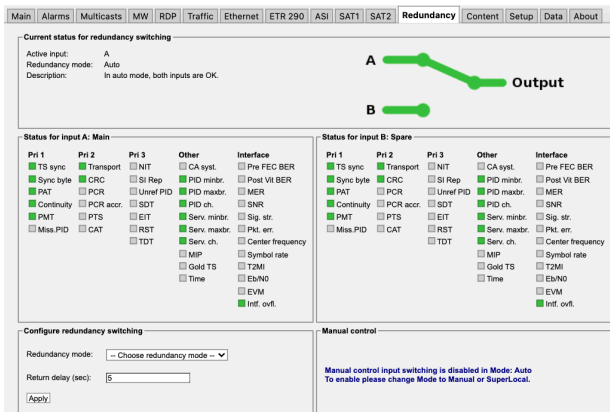 Main Alarms Multicasts MW RDP Traffic Ethernet ETR 290 ASI SAT1 SAT2 Redundancy Content Setup Data About
Current status for redundancy switching
Active input: A
Redundancy mode: Auto
Description: In auto mode, both inputs are OK.
A
Output
B
Status for input A: Main
Pri 1 Pri 2 Pri 3 Other Interface
TS sync Transport NIT CA syst. Pre FEC BER
Sync byte CRC SI Rep PID minbr. Post Vit BER
PAT PCR Unref PID PID maxbr. MER
Continuity PCR accr. SDT PID ch. SNR
PMT PTS EIT Serv. minbr. Sig. str.
Miss.PID CAT RST Serv. maxbr. Pkt. err.
TDT Serv. ch. Center frequency
MIP Symbol rate
Gold TS T2MI
Time Eb/N0
EVM
Intf. ovfl.
Status for input B: Spare
Pri 1 Pri 2 Pri 3 Other Interface
TS sync Transport NIT CA syst. Pre FEC BER
Sync byte CRC SI Rep PID minbr. Post Vit BER
PAT PCR Unref PID PID maxbr. MER
Continuity PCR accr. SDT PID ch. SNR
PMT PTS EIT Serv. minbr. Sig. str.
Miss.PID CAT RST Serv. maxbr. Pkt. err.
TDT Serv. ch. Center frequency
MIP Symbol rate
Gold TS T2MI
Time Eb/N0
EVM
Intf. ovfl.
Configure redundancy switching
Redundancy mode: -- Choose redundancy mode --
Return delay (sec): 5
Apply
Manual control
Manual control input switching is disabled in Mode: Auto
To enable please change Mode to Manual or SuperLocal.